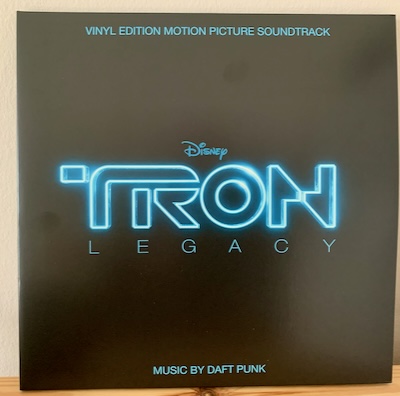 VINYL EDITION MOTION PICTURE SOUNDTRACK
Disney
TRON
LEGACY
MUSIC BY DAFT PUNK